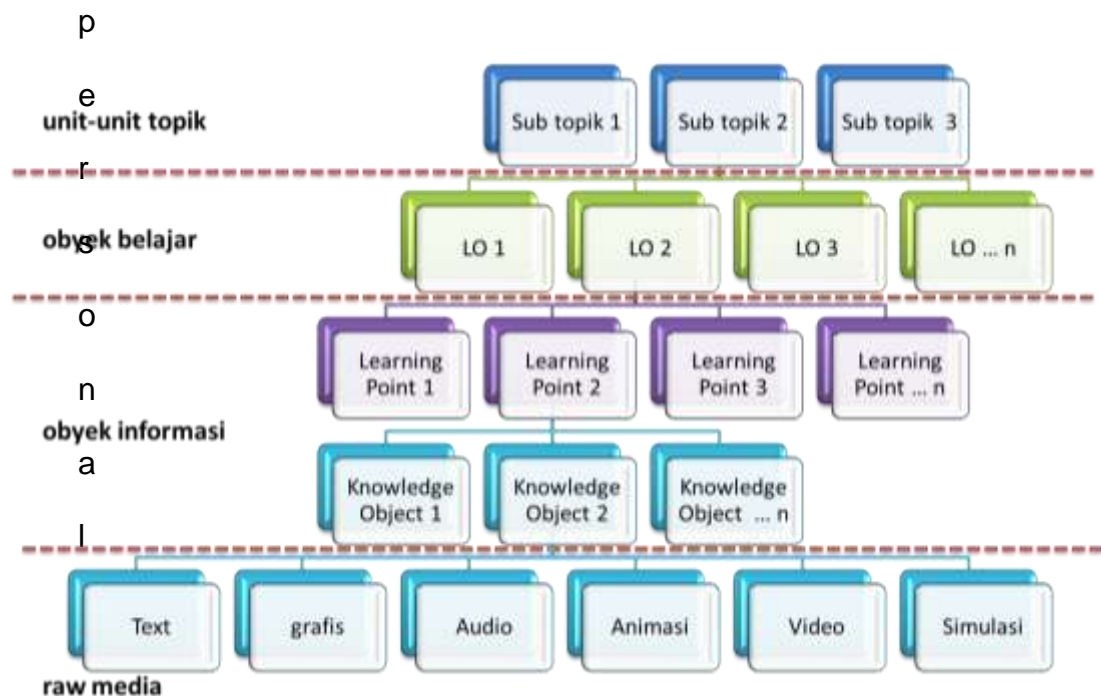 p
e
r
s
o
n
a
l
unit-unit topik
Sub topik 1
Sub topik 2
Sub topik 3
obyek belajar
LO 1
LO 2
LO 3
LO ... n
obyek informasi
Learning
Point 1
Learning
Point 2
Learning
Point 3
Learning
Point ... n
Knowledge
Object 1
Knowledge
Object 2
Knowledge
Object ... n
Text
grafis
Audio
Animasi
Video
Simulasi
raw media